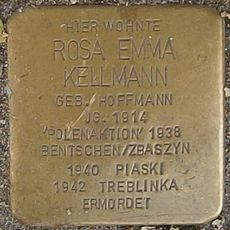 HIER WOHNTE
ROSA EMMA
KELLMANN
GEB. HOFFMANN
JG. 1914
'POLENAKTION' 1938
BENTSCHEN/ZBASZYN
1940 PIASKI
1942 TREBLINKA
ERMORDET